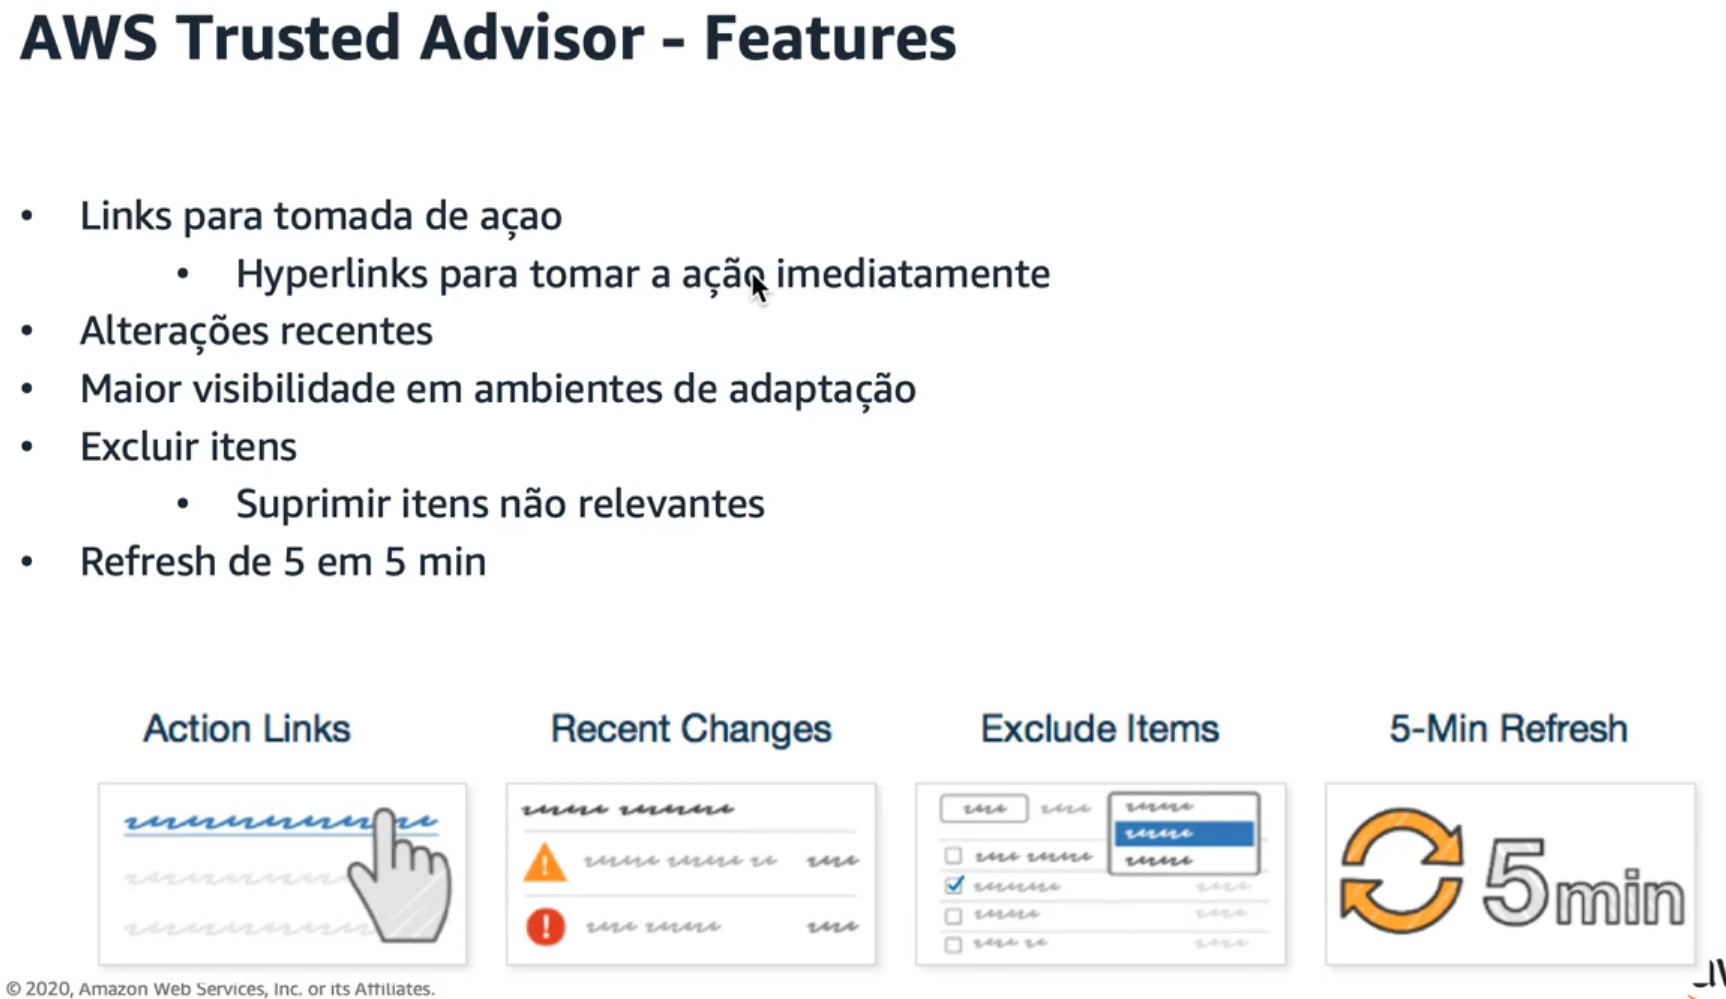 AWS Trusted Advisor - Features
• Links para tomada de açao
• Hyperlinks para tomar a ação imediatamente
• Alterações recentes
• Maior visibilidade em ambientes de adaptação
• Excluir itens
• Suprimir itens não relevantes
• Refresh de 5 em 5 min
Action Links
Recent Changes
Exclude Items
5-Min Refresh
5min
© 2020, Amazon Web Services, Inc. or its Affiliates.